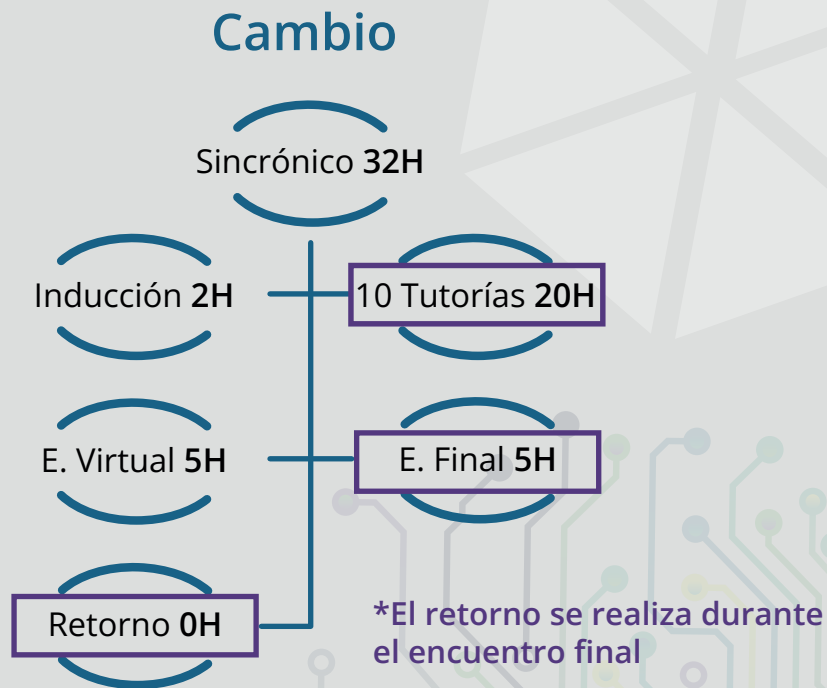 Cambio
Sincrónico 32H
Inducción 2H
10 Tutorías 20H
E. Virtual 5H
E. Final 5H
Retorno 0H
*El retorno se realiza durante
el encuentro final